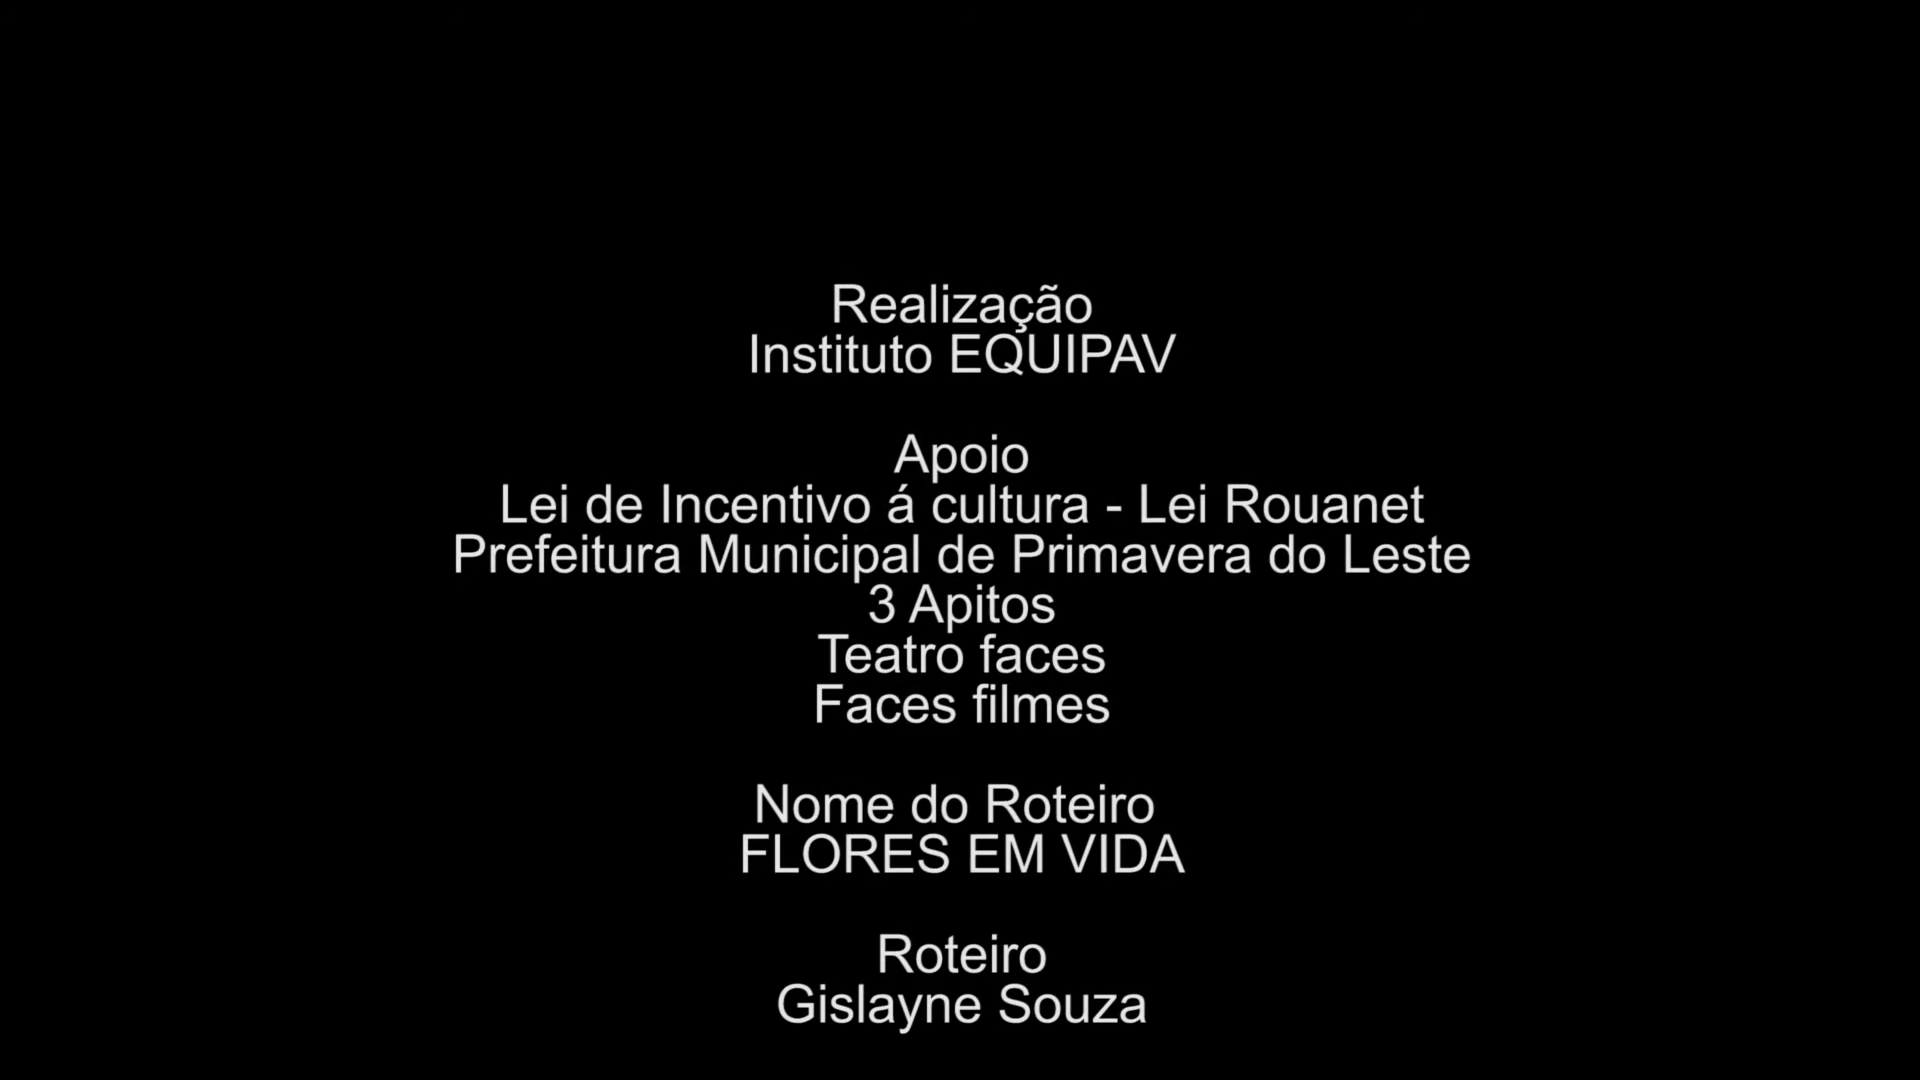 Realização
Instituto EQUIPAV
Apoio
Lei de Incentivo á cultura - Lei Rouanet
Prefeitura Municipal de Primavera do Leste
3 Apitos
Teatro faces
Faces filmes
Nome do Roteiro
FLORES EM VIDA
Roteiro
Gislayne Souza